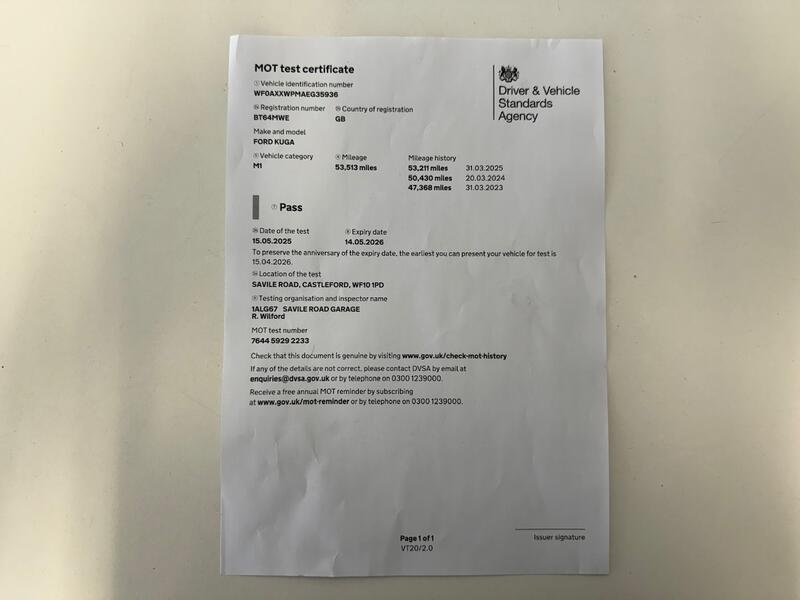 MOT test certificate
Driver & Vehicle
Standards
Agency
Vehicle identification number
WF0AXXWPMAEG35936
Registration number Country of registration
BT64MWE GB
Make and model
FORD KUGA
Vehicle category Mileage Mileage history
M1 53,513 miles 53,211 miles 31.03.2025
50,430 miles 20.03.2024
47,368 miles 31.03.2023
Pass
Date of the test Expiry date
15.05.2025 14.05.2026
To preserve the anniversary of the expiry date, the earliest you can present your vehicle for test is
15.04.2026.
Location of the test
SAVILE ROAD, CASTLEFORD, WF10 1PD
Testing organisation and inspector name
1ALG67 SAVILE ROAD GARAGE
R. Wilford
MOT test number
7644 5929 2233
Check that this document is genuine by visiting www.gov.uk/check-mot-history
If any of the details are not correct, please contact DVSA by email at
enquiries@dvsa.gov.uk or by telephone on 0300 1239000.
Receive a free annual MOT reminder by subscribing
at www.gov.uk/mot-reminder or by telephone on 0300 1239000.
Issuer signature
Page 1 of 1
VT20/2.0